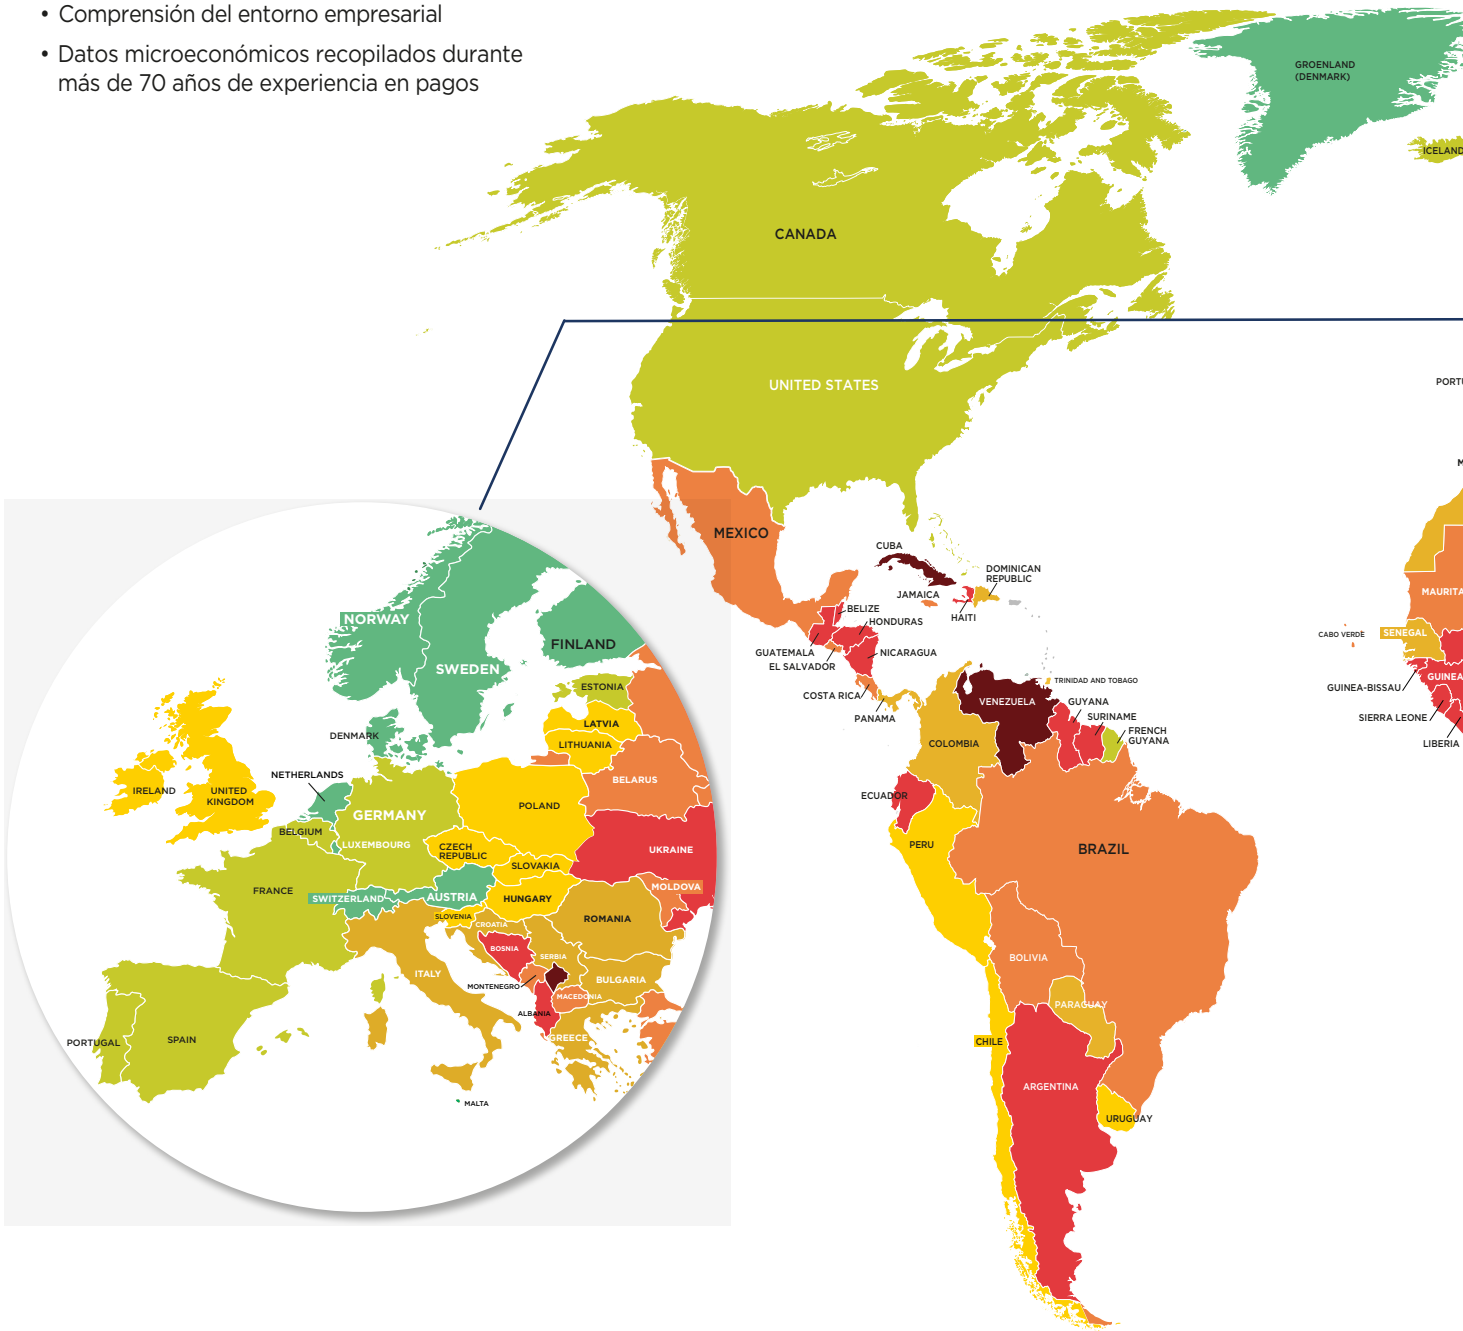 • Comprensión del entorno empresarial
• Datos microeconómicos recopilados durante
más de 70 años de experiencia en pagos
GROENLAND
(DENMARK)
ICELAND
CANADA
UNITED STATES
PORTU
M
MEXICO
CUBA
DOMINICAN
REPUBLIC
JAMAICA
HAITI
BELIZE
HONDURAS
GUATEMALA
EL SALVADOR
NICARAGUA
COSTA RICA
PANAMA
TRINIDAD AND TOBAGO
VENEZUELA
GUYANA
SURINAME
FRENCH
GUYANA
COLOMBIA
ECUADOR
PERU
BRAZIL
BOLIVIA
PARAGUAY
CHILE
ARGENTINA
URUGUAY
MAURITA
CABO VERDE
SENEGAL
GUINEA-BISSAU
GUINEA
SIERRA LEONE
LIBERIA
NORWAY
SWEDEN
FINLAND
ESTONIA
LATVIA
LITHUANIA
DENMARK
NETHERLANDS
IRELAND
UNITED
KINGDOM
BELARUS
POLAND
GERMANY
BELGIUM
LUXEMBOURG
CZECH
REPUBLIC
UKRAINE
SLOVAKIA
FRANCE
SWITZERLAND
AUSTRIA
HUNGARY
MOLDOVA
SLOVENIA
CROATIA
ROMANIA
BOSNIA
SERBIA
ITALY
MONTENEGRO
BULGARIA
MACEDONIA
ALBANIA
GREECE
PORTUGAL
SPAIN
MALTA